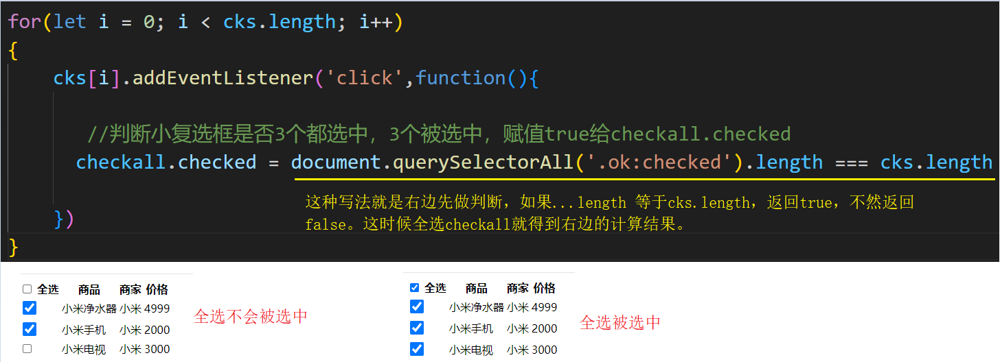 for(let i = 0; i < cks.length; i++)
{
cks[i].addEventListener('click',function(){
//判断小复选框是否3个都选中，3个被选中，赋值true给checkall.checked
checkall.checked = document.querySelectorAll('.ok:checked').length === cks.length
这种写法就是右边先做判断，如果...length 等于cks.length，返回true，不然返回
false。这时候全选checkall就得到右边的计算结果。
})
}
全选 商品 商家 价格
小米净水器 小米 4999
小米手机 小米 2000
小米电视 小米 3000
全选不会被选中
全选 商品 商家 价格
小米净水器 小米 4999
小米手机 小米 2000
小米电视 小米 3000
全选被选中